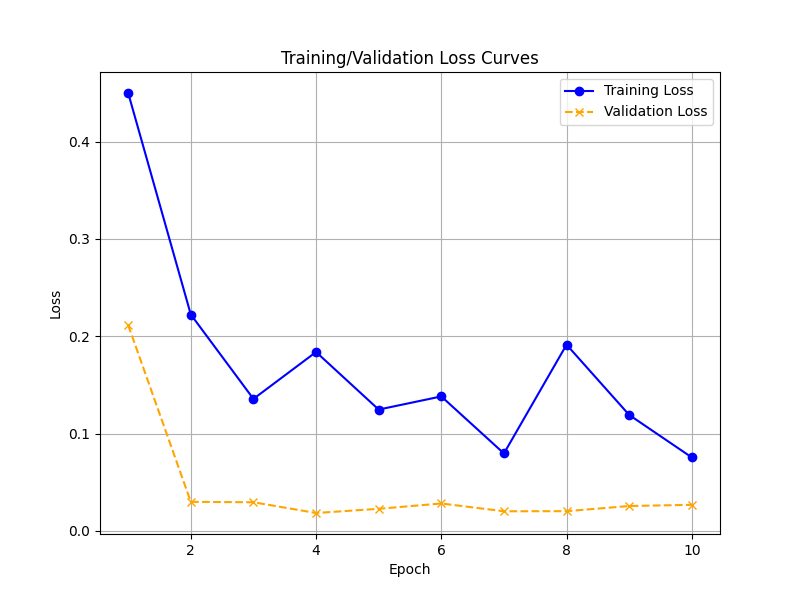 Training/Validation Loss Curves
Training Loss
Validation Loss
Loss
0.4
0.3
0.2
0.1
0.0
2 4 6 8 10
Epoch